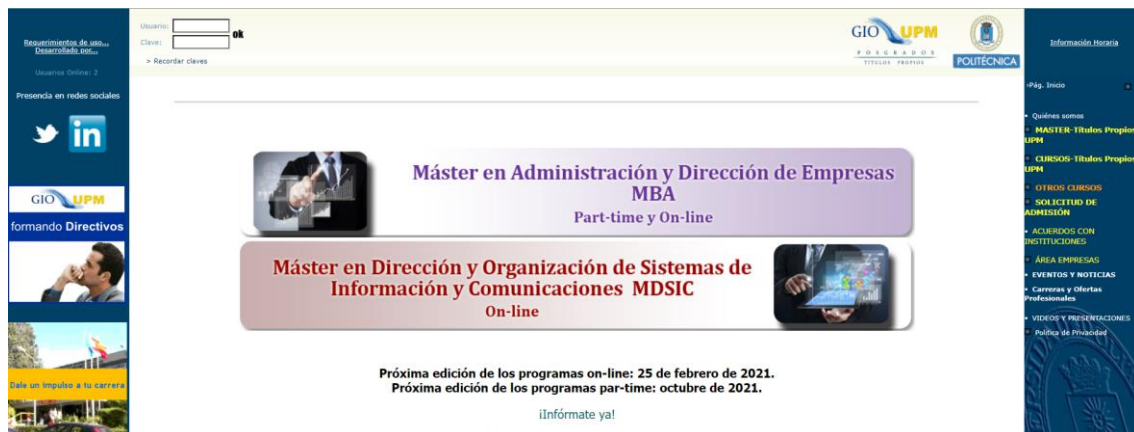 Requerimientos de uso...
Desarrollado por...
Usuarios Online: 2
Presencia en redes sociales
in
GIO UPM
formando Directivos
Dale un impulso a tu carrera
Usuario:
Clave:
ok
> Recordar claves
GIO UPM
POSGRADOS
TÍTULOS PROPIOS
POLITÉCNICA
Máster en Administración y Dirección de Empresas
MBA
Part-time y On-line
Máster en Dirección y Organización de Sistemas de
Información y Comunicaciones MDSIC
On-line
Próxima edición de los programas on-line: 25 de febrero de 2021.
Próxima edición de los programas par-time: octubre de 2021.
¡Infórmate ya!
Información Horaria
Pág. Inicio
Quiénes somos
MASTER-Títulos Propios
UPM
CURSOS-Títulos Propios
UPM
OTROS CURSOS
SOLICITUD DE
ADMISIÓN
ACUERDOS CON
INSTITUCIONES
ÁREA EMPRESAS
EVENTOS Y NOTICIAS
Carreras y Ofertas
Profesionales
VIDEOS Y PRESENTACIONES
Política de Privacidad